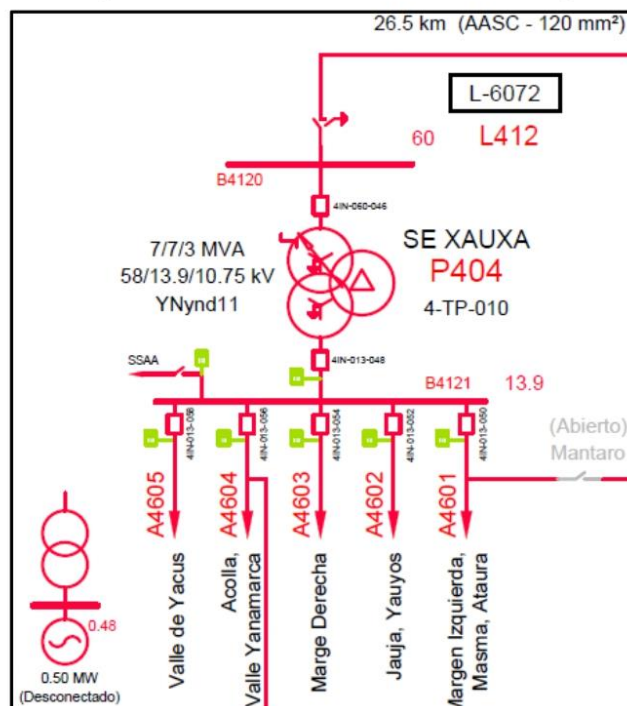 26.5 km (AASC - 120 mm²)
L-6072
60
L412
B4120
4IN-060-046
7/7/3 MVA
58/13.9/10.75 kV
YNynd11
SE XAUXA
P404
4-TP-010
4IN-013-048
SSAA
B4121
13.9
4IN-013-058
4IN-013-056
4IN-013-054
4IN-013-052
4IN-013-050
(Abierto)
Mantaro
A4605
A4604
A4603
A4602
A4601
Valle de Yacus
Acolla,
Valle Yanamarca
Marge Derecha
Jauja, Yauyos
Margen Izquierda,
Masma, Ataura
0.48
0.50 MW
(Desconectado)